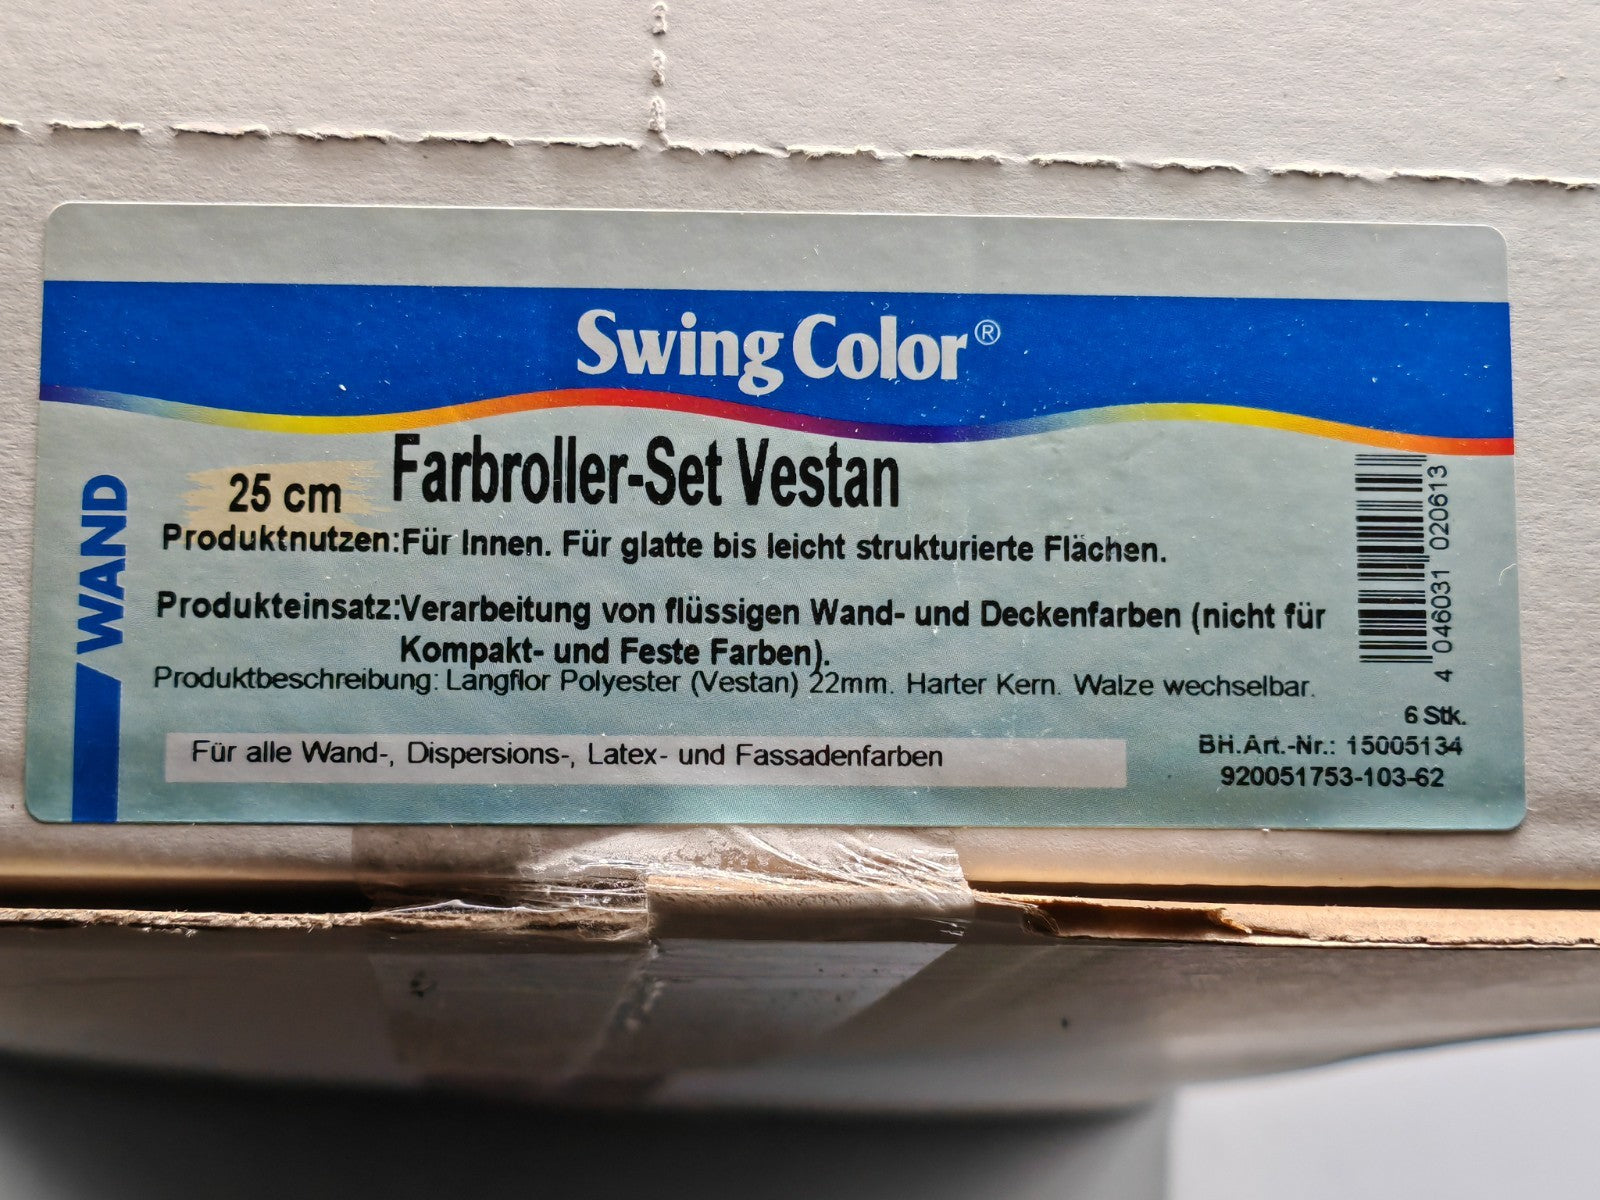 Swing Color®
WAND
25 cm
Farbroller-Set Vestan
Produktnutzen:Für Innen. Für glatte bis leicht strukturierte Flächen.
Produkteinsatz:Verarbeitung von flüssigen Wand- und Deckenfarben (nicht für
Kompakt- und Feste Farben).
Produktbeschreibung: Langflor Polyester (Vestan) 22mm. Harter Kern. Walze wechselbar.
Für alle Wand-, Dispersions-, Latex- und Fassadenfarben
4 046031 020613
6 Stk.
BH.Art.-Nr.: 15005134
920051753-103-62